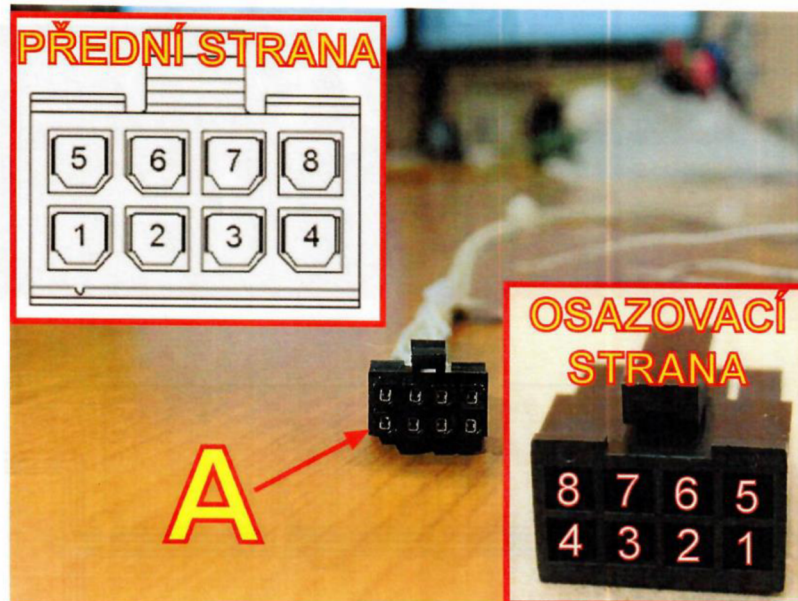 PŘEDNÍ STRANA
5 6 7 8
1 2 3 4
A
OSAZOVACÍ
STRANA
8 7 6 5
4 3 2 1